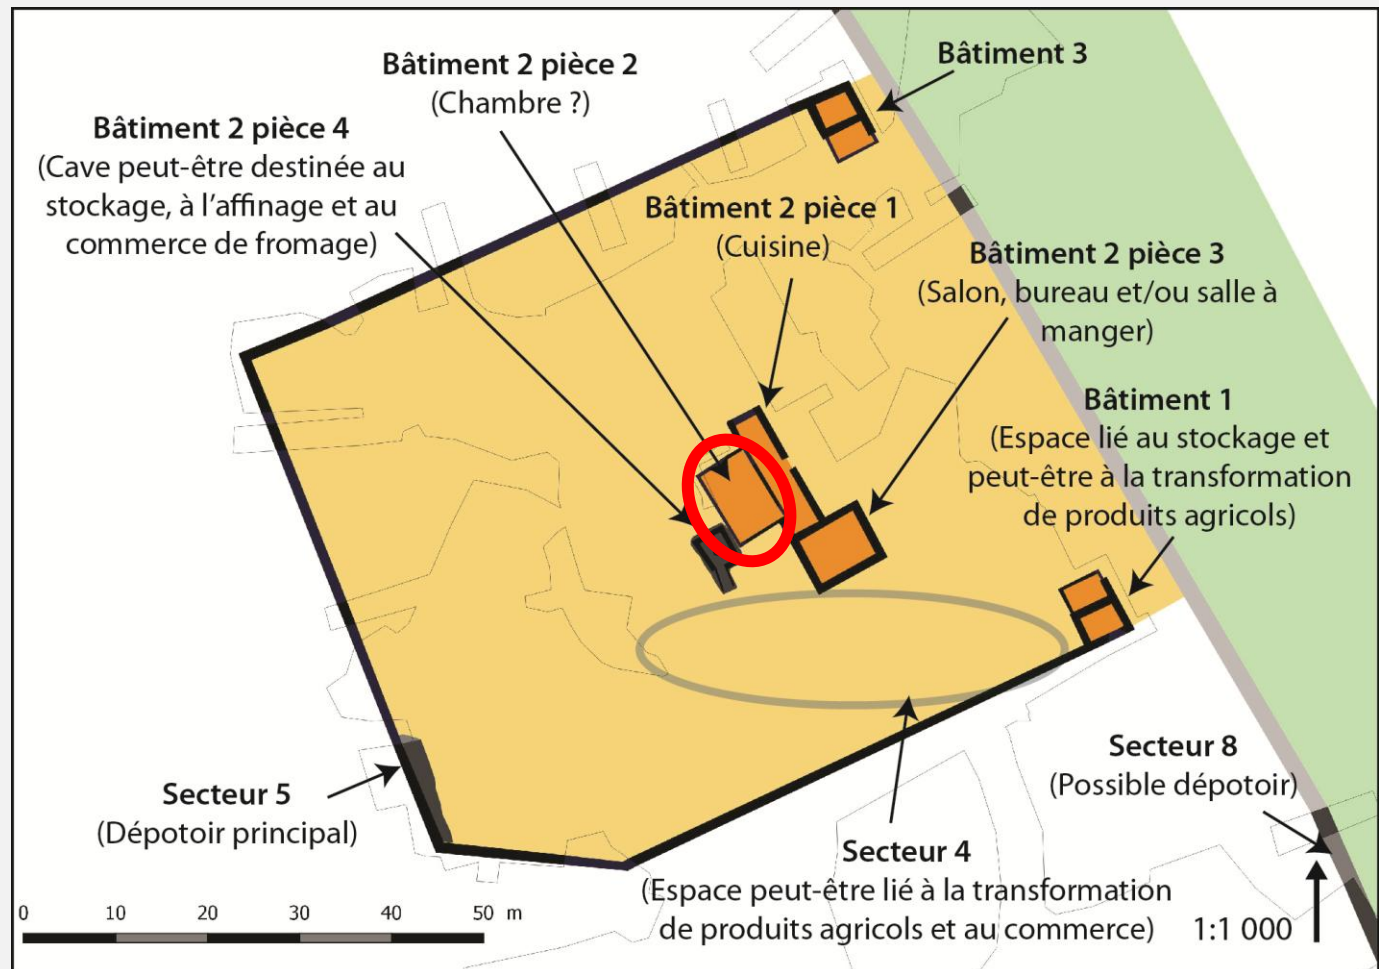 Bâtiment 3
Bâtiment 2 pièce 2
(Chambre ?)
Bâtiment 2 pièce 4
(Cave peut-être destinée au
stockage, à l’affinage et au
commerce de fromage)
Bâtiment 2 pièce 1
(Cuisine)
Bâtiment 2 pièce 3
(Salon, bureau et/ou salle à
manger)
Bâtiment 1
(Espace lié au stockage et
peut-être à la transformation
de produits agricols)
Secteur 8
(Possible dépotoir)
Secteur 5
(Dépotoir principal)
Secteur 4
(Espace peut-être lié à la transformation
de produits agricols et au commerce)
0 10 20 30 40 50 m
1:1 000